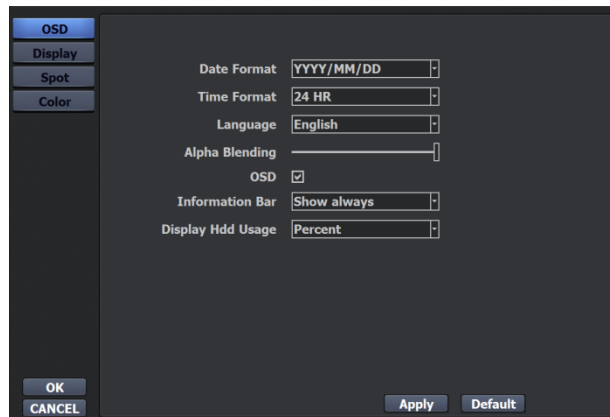 OSD
Display
Spot
Color
Date Format YYYY/MM/DD
Time Format 24 HR
Language English
Alpha Blending
OSD
Information Bar Show always
Display Hdd Usage Percent
OK
CANCEL
Apply Default